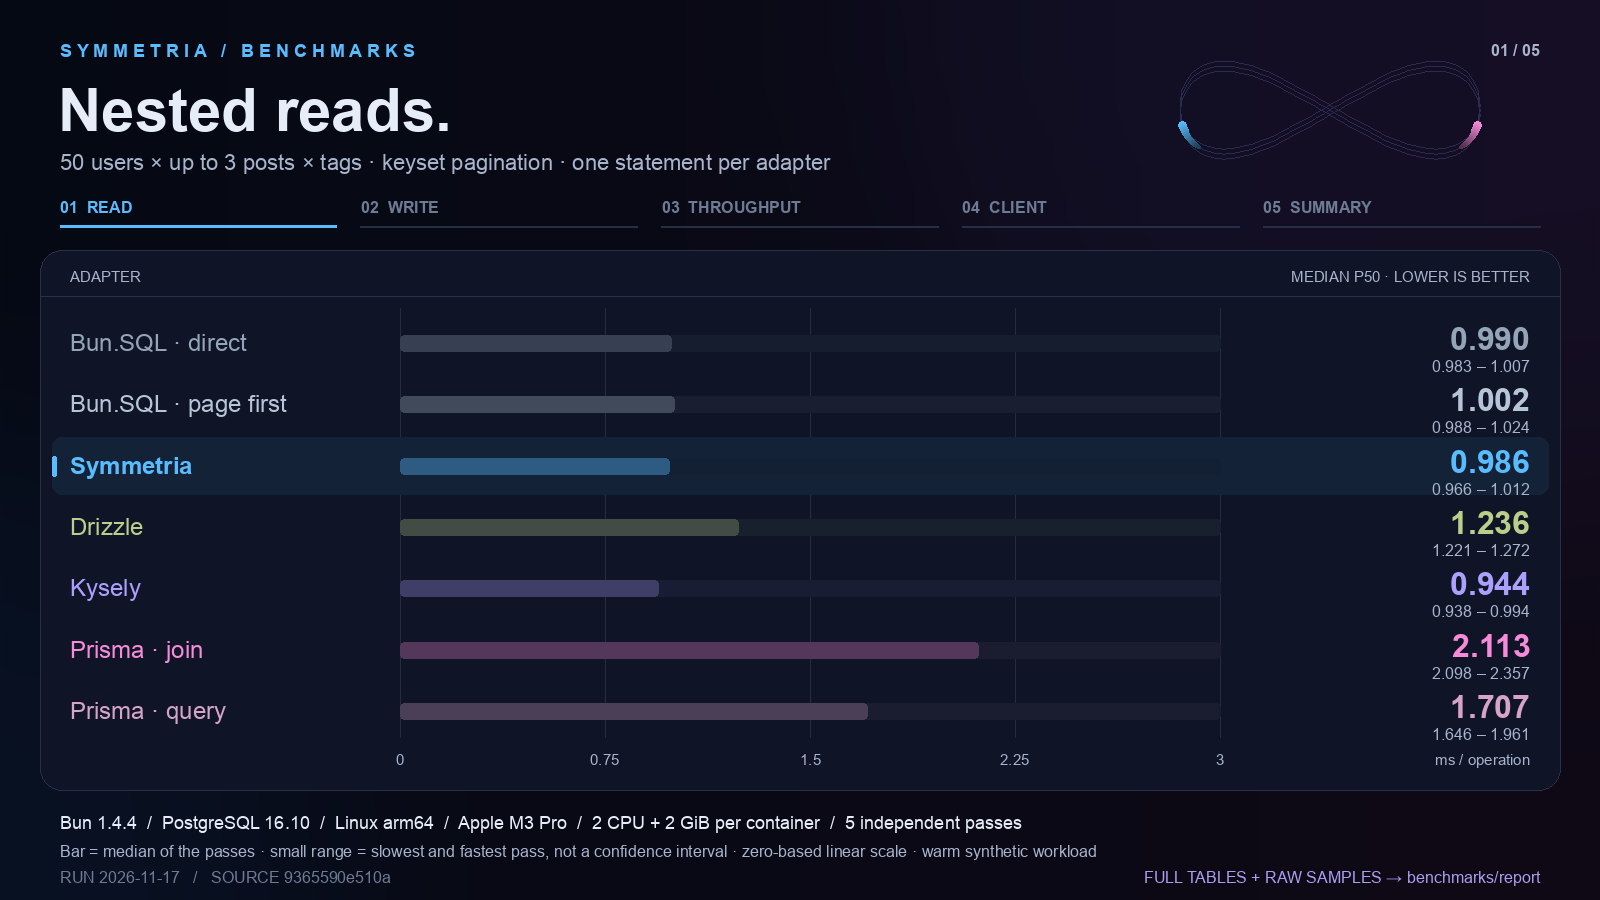 SYMMETRIA / BENCHMARKS
01 / 05
Nested reads.
50 users × up to 3 posts × tags · keyset pagination · one statement per adapter
01 READ 02 WRITE 03 THROUGHPUT 04 CLIENT 05 SUMMARY
ADAPTER MEDIAN P50 · LOWER IS BETTER
Bun.SQL · direct 0.990
0.983 – 1.007
Bun.SQL · page first 1.002
0.988 – 1.024
Symmetria 0.986
0.966 – 1.012
Drizzle 1.236
1.221 – 1.272
Kysely 0.944
0.938 – 0.994
Prisma · join 2.113
2.098 – 2.357
Prisma · query 1.707
1.646 – 1.961
0 0.75 1.5 2.25 3 ms / operation
Bun 1.4.4 / PostgreSQL 16.10 / Linux arm64 / Apple M3 Pro / 2 CPU + 2 GiB per container / 5 independent passes
Bar = median of the passes · small range = slowest and fastest pass, not a confidence interval · zero-based linear scale · warm synthetic workload
RUN 2026-11-17 / SOURCE 9365590e510a FULL TABLES + RAW SAMPLES → benchmarks/report